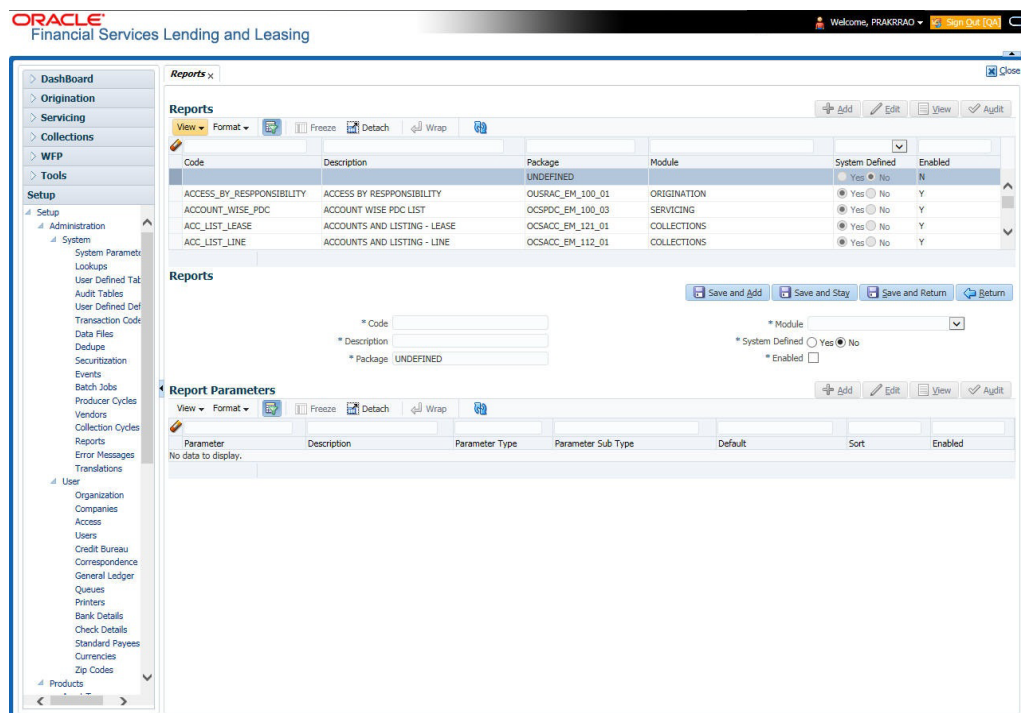 ORACLE
Financial Services Lending and Leasing
Welcome, PRAKRRAO
Sign Out [QA]
DashBoard
Origination
Servicing
Collections
WFP
Tools
Setup
Setup
Administration
System
System Paramete
Lookups
User Defined Tab
Audit Tables
User Defined Def
Transaction Code
Data Files
Dedupe
Securitization
Events
Batch Jobs
Producer Cycles
Vendors
Collection Cycles
Reports
Error Messages
Translations
User
Organization
Companies
Access
Users
Credit Bureau
Correspondence
General Ledger
Queues
Printers
Bank Details
Check Details
Standard Payees
Currencies
Zip Codes
Products
Reports x
Close
Reports
Add Edit View Audit
View Format Freeze Detach Wrap
Code Description Package Module System Defined Enabled
UNDEFINED Yes No N
ACCESS_BY_RESPPONSIBILITY ACCESS BY RESPPONSIBILITY OUSRAC_EM_100_01 ORIGINATION Yes No Y
ACCOUNT_WISE_PDC ACCOUNT WISE PDC LIST OCSPDC_EM_100_03 SERVICING Yes No Y
ACC_LIST_LEASE ACCOUNTS AND LISTING - LEASE OCSACC_EM_121_01 COLLECTIONS Yes No Y
ACC_LIST_LINE ACCOUNTS AND LISTING - LINE OCSACC_EM_112_01 COLLECTIONS Yes No Y
Reports
Save and Add Save and Stay Save and Return Return
* Code * Module
* Description * System Defined Yes No
* Package UNDEFINED * Enabled
Report Parameters
Add Edit View Audit
View Format Freeze Detach Wrap
Parameter Description Parameter Type Parameter Sub Type Default Sort Enabled
No data to display.